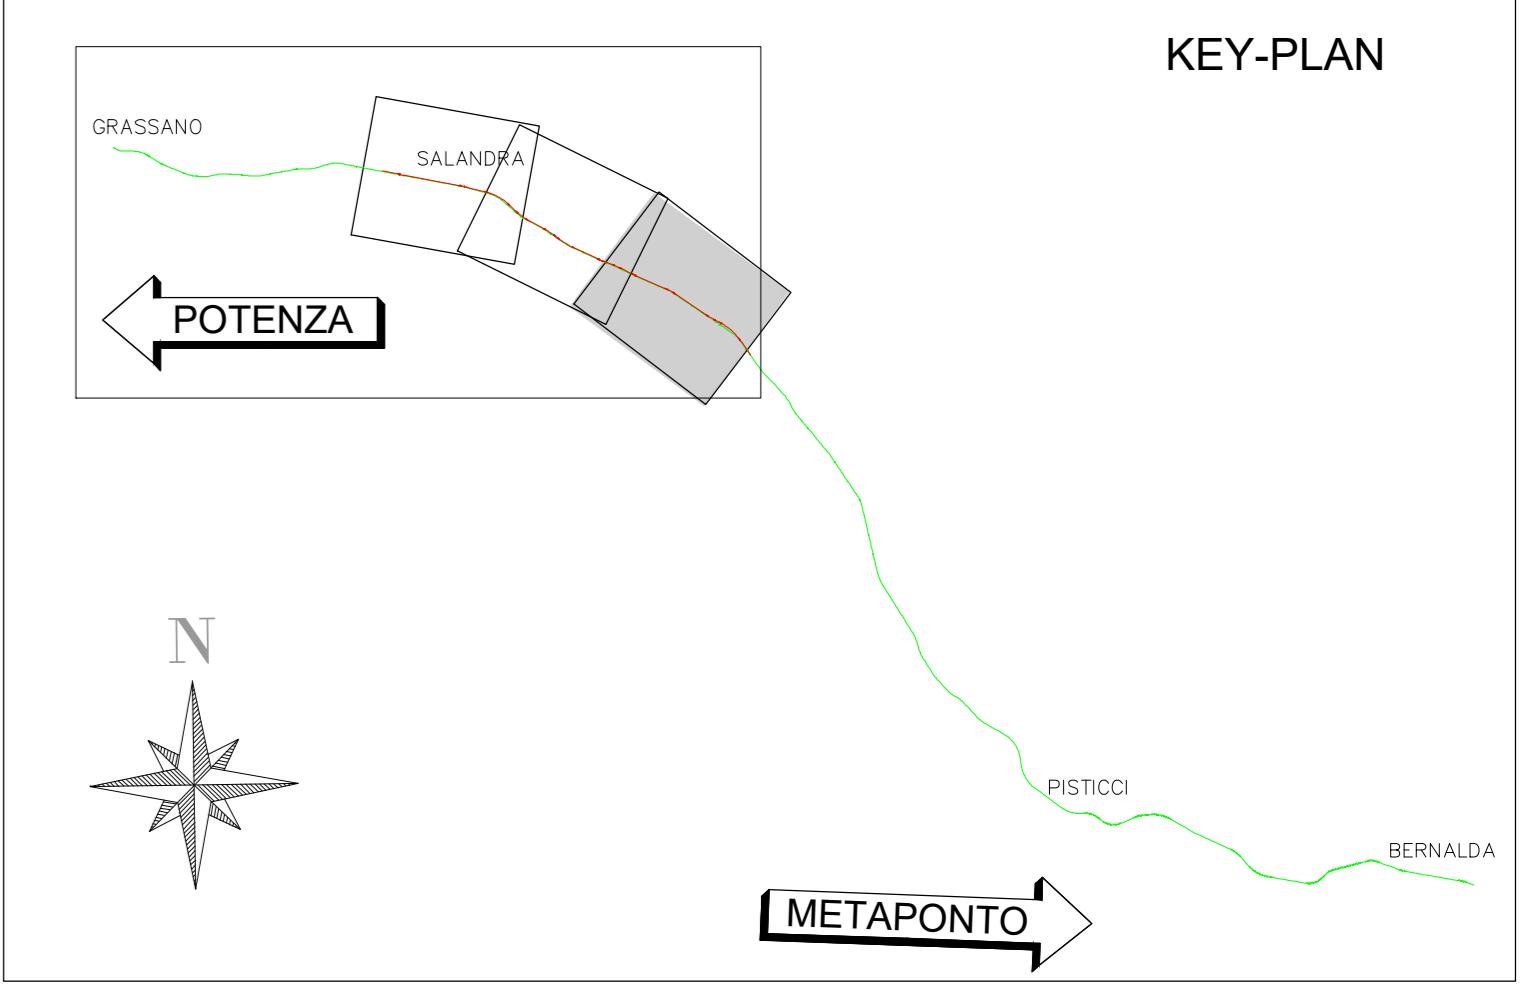 KEY-PLAN
GRASSANO
SALANDRA
POTENZA
N
PISTICCI
BERNALDA
METAPONTO